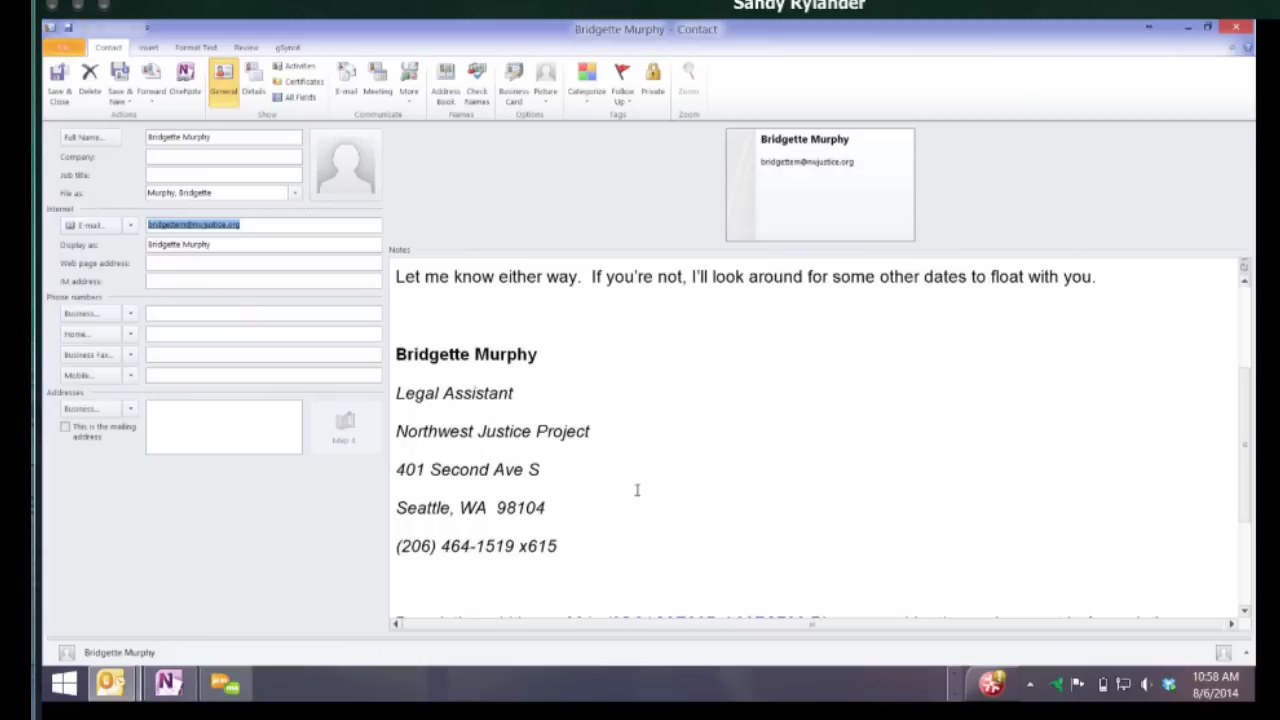 Sandy Rylander
Bridgette Murphy - Contact
File
Contact
Insert
Format Text
Review
gSyncit
Save & Close
Delete
Save & New
Forward
OneNote
General
Details
Activities
Certificates
All Fields
E-mail
Meeting
More
Address Book
Check Names
Business Card
Picture
Categorize
Follow Up
Private
Zoom
Actions
Show
Communicate
Names
Options
Tags
Zoom
Full Name... Bridgette Murphy
Company:
Job title:
File as: Murphy, Bridgette
Internet
E-mail... bridgettem@nwjustice.org
Display as: Bridgette Murphy
Web page address:
IM address:
Phone numbers
Business...
Home...
Business Fax...
Mobile...
Addresses
Business...
This is the mailing address
Map It
Bridgette Murphy
bridgettem@nwjustice.org
Notes
Let me know either way.  If you're not, I'll look around for some other dates to float with you.
Bridgette Murphy
Legal Assistant
Northwest Justice Project
401 Second Ave S
Seattle, WA  98104
(206) 464-1519 x615
Bridgette Murphy
10:58 AM
8/6/2014